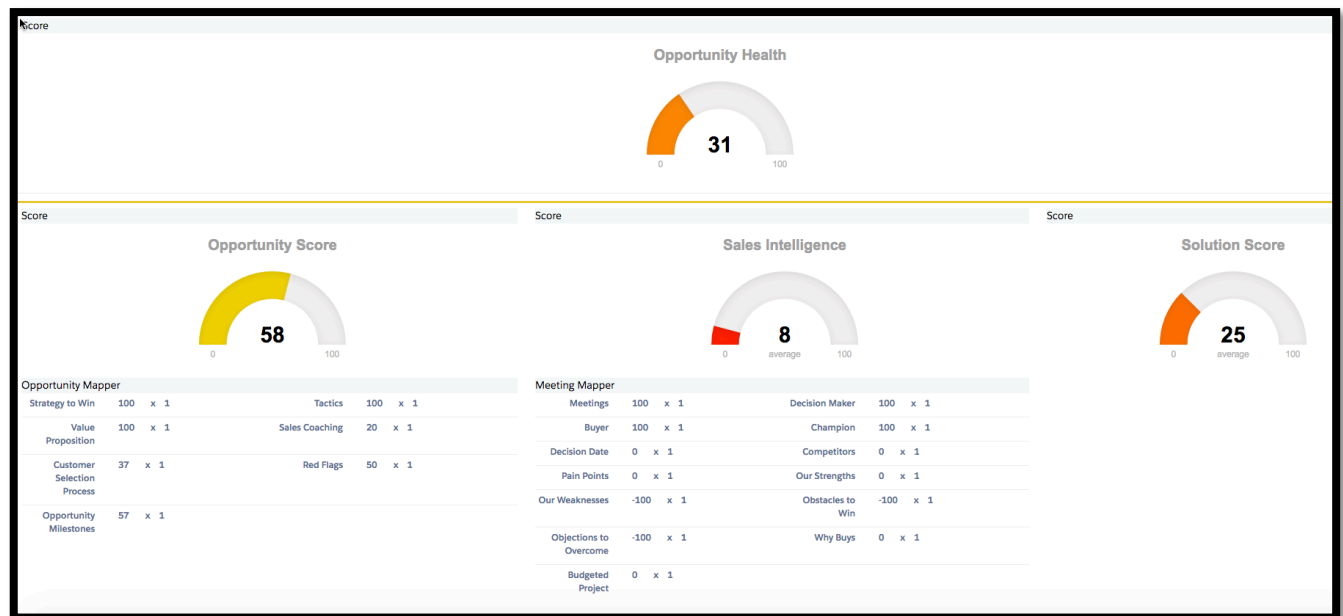 Score
Opportunity Health
31
0 100
Score
Opportunity Score
58
0 100
Score
Sales Intelligence
8
0 average 100
Score
Solution Score
25
0 average 100
Opportunity Mapper
Strategy to Win 100 x 1 Tactics 100 x 1
Value 100 x 1 Sales Coaching 20 x 1
Proposition
Customer 37 x 1 Red Flags 50 x 1
Selection
Process
Opportunity 57 x 1
Milestones
Meeting Mapper
Meetings 100 x 1 Decision Maker 100 x 1
Buyer 100 x 1 Champion 100 x 1
Decision Date 0 x 1 Competitors 0 x 1
Pain Points 0 x 1 Our Strengths 0 x 1
Our Weaknesses -100 x 1 Obstacles to -100 x 1
Win
Objections to -100 x 1 Why Buys 0 x 1
Overcome
Budgeted 0 x 1
Project